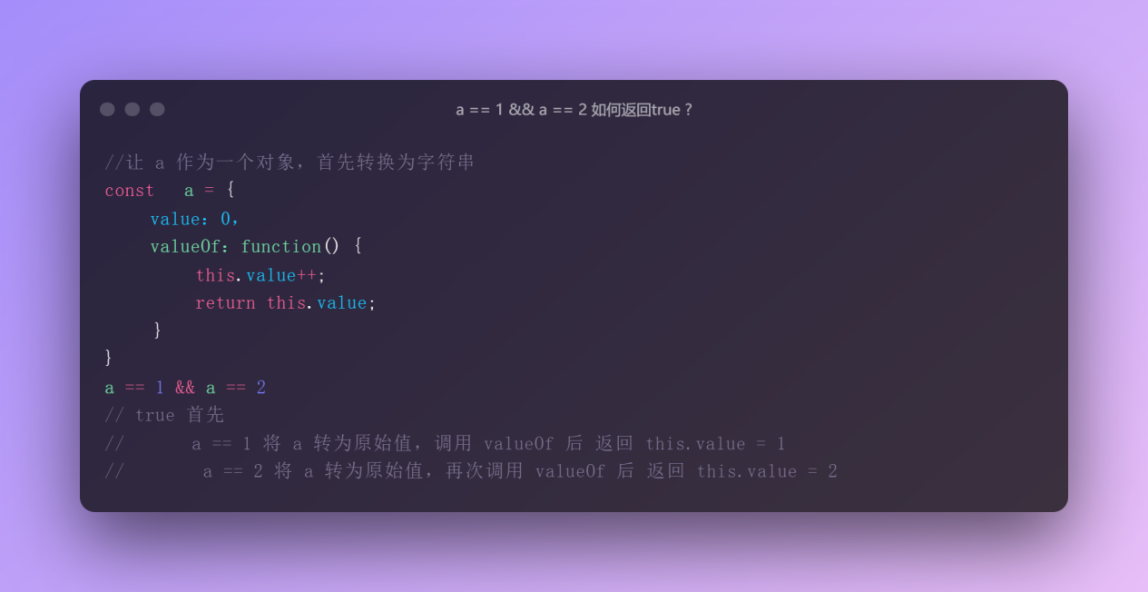 a == 1 && a == 2 如何返回true ?
//让 a 作为一个对象，首先转换为字符串
const   a = {
    value: 0,
    valueOf: function() {
        this.value++;
        return this.value;
    }
}
a == 1 && a == 2
// true 首先
//      a == 1 将 a 转为原始值，调用 valueOf 后 返回 this.value = 1
//       a == 2 将 a 转为原始值，再次调用 valueOf 后 返回 this.value = 2